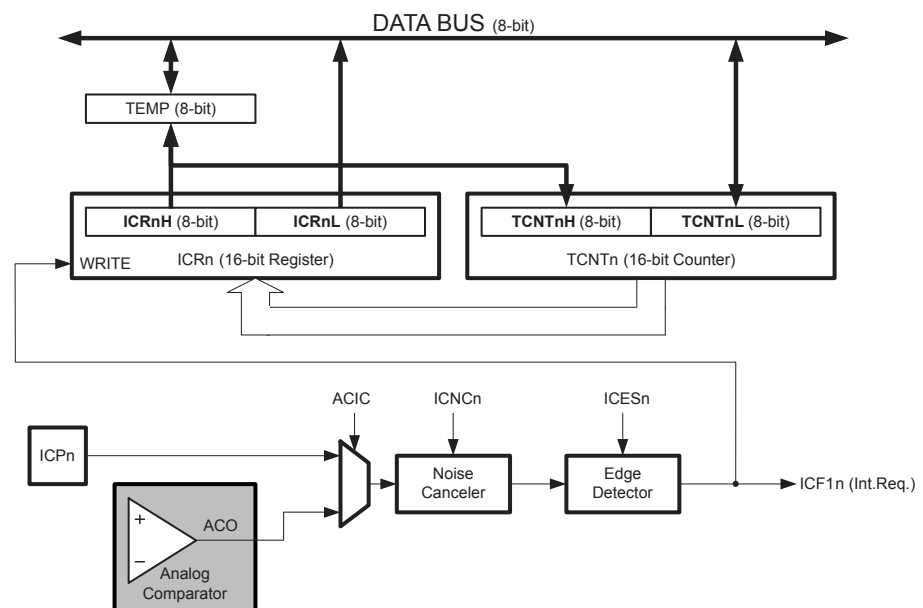 DATA BUS (8-bit)
TEMP (8-bit)
ICRnH (8-bit)
ICRnL (8-bit)
TCNTnH (8-bit)
TCNTnL (8-bit)
WRITE
ICRn (16-bit Register)
TCNTn (16-bit Counter)
ACIC
ICNCn
ICESn
ICPn
Noise
Canceler
Edge
Detector
ICF1n (Int.Req.)
+
ACO
−
Analog
Comparator